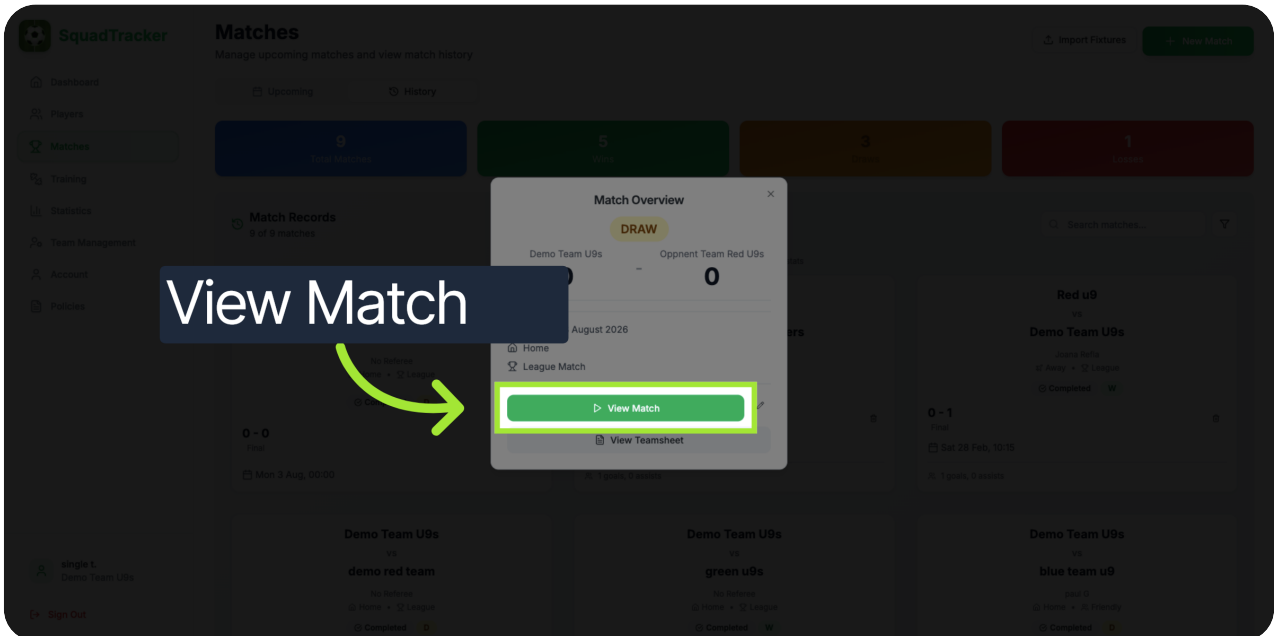 SquadTracker
Matches
Manage upcoming matches and view match history
Import Fixtures
+ New Match
Dashboard
Players
Matches
Training
Statistics
Team Management
Account
Policies
Upcoming
History
9
Total Matches
5
Wins
3
1
Losses
Match Records
9 of 9 matches
Search matches...
Match Overview
×
DRAW
Demo Team U9s
Oppnent Team Red U9s
-
0
View Match
August 2026
Home
League Match
View Match
View Teamsheet
No Referee
League
0 - 0
Final
Mon 3 Aug, 00:00
1 goals, 0 assists
Red u9
vs
Demo Team U9s
Away • League
Completed W
0 - 1
Final
Sat 28 Feb, 10:15
1 goals, 0 assists
Demo Team U9s
vs
demo red team
No Referee
Home • League
Completed D
Demo Team U9s
vs
green u9s
No Referee
Home • League
Completed W
Demo Team U9s
vs
blue team u9
Home • Friendly
Completed D
single t.
Demo Team U9s
Sign Out